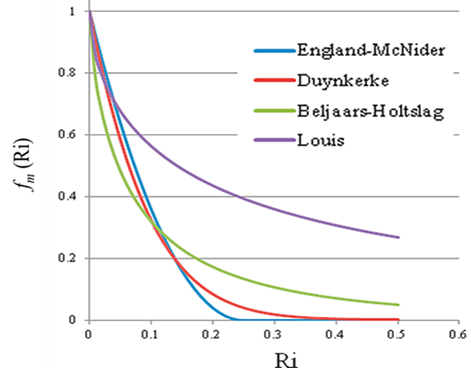 1
0.8
0.6
0.4
0.2
0
0 0.1 0.2 0.3 0.4 0.5 0.6
fm (Ri)
Ri
England-McNider
Duynkerke
Beljaars-Holtslag
Louis